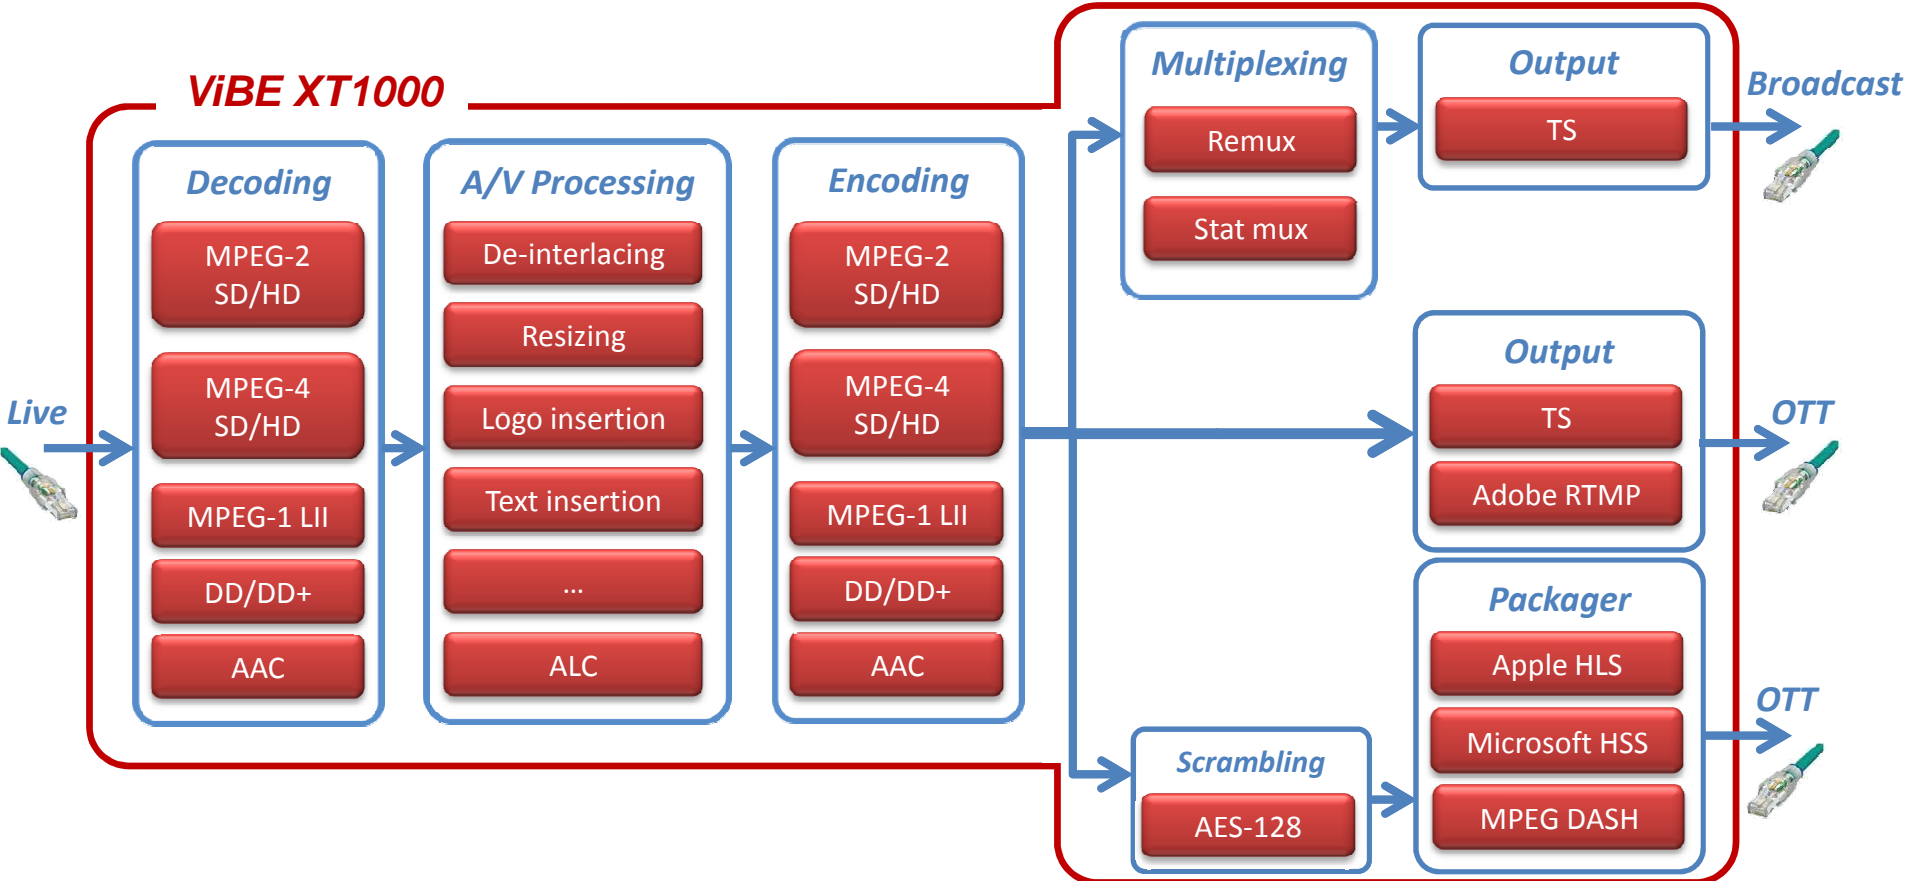 ViBE XT1000
Live
Decoding
MPEG-2
SD/HD
MPEG-4
SD/HD
MPEG-1 LII
DD/DD+
AAC
A/V Processing
De-interlacing
Resizing
Logo insertion
Text insertion
...
ALC
Encoding
MPEG-2
SD/HD
MPEG-4
SD/HD
MPEG-1 LII
DD/DD+
AAC
Multiplexing
Remux
Stat mux
Output
TS
Broadcast
Output
TS
Adobe RTMP
OTT
Scrambling
AES-128
Packager
Apple HLS
Microsoft HSS
MPEG DASH
OTT